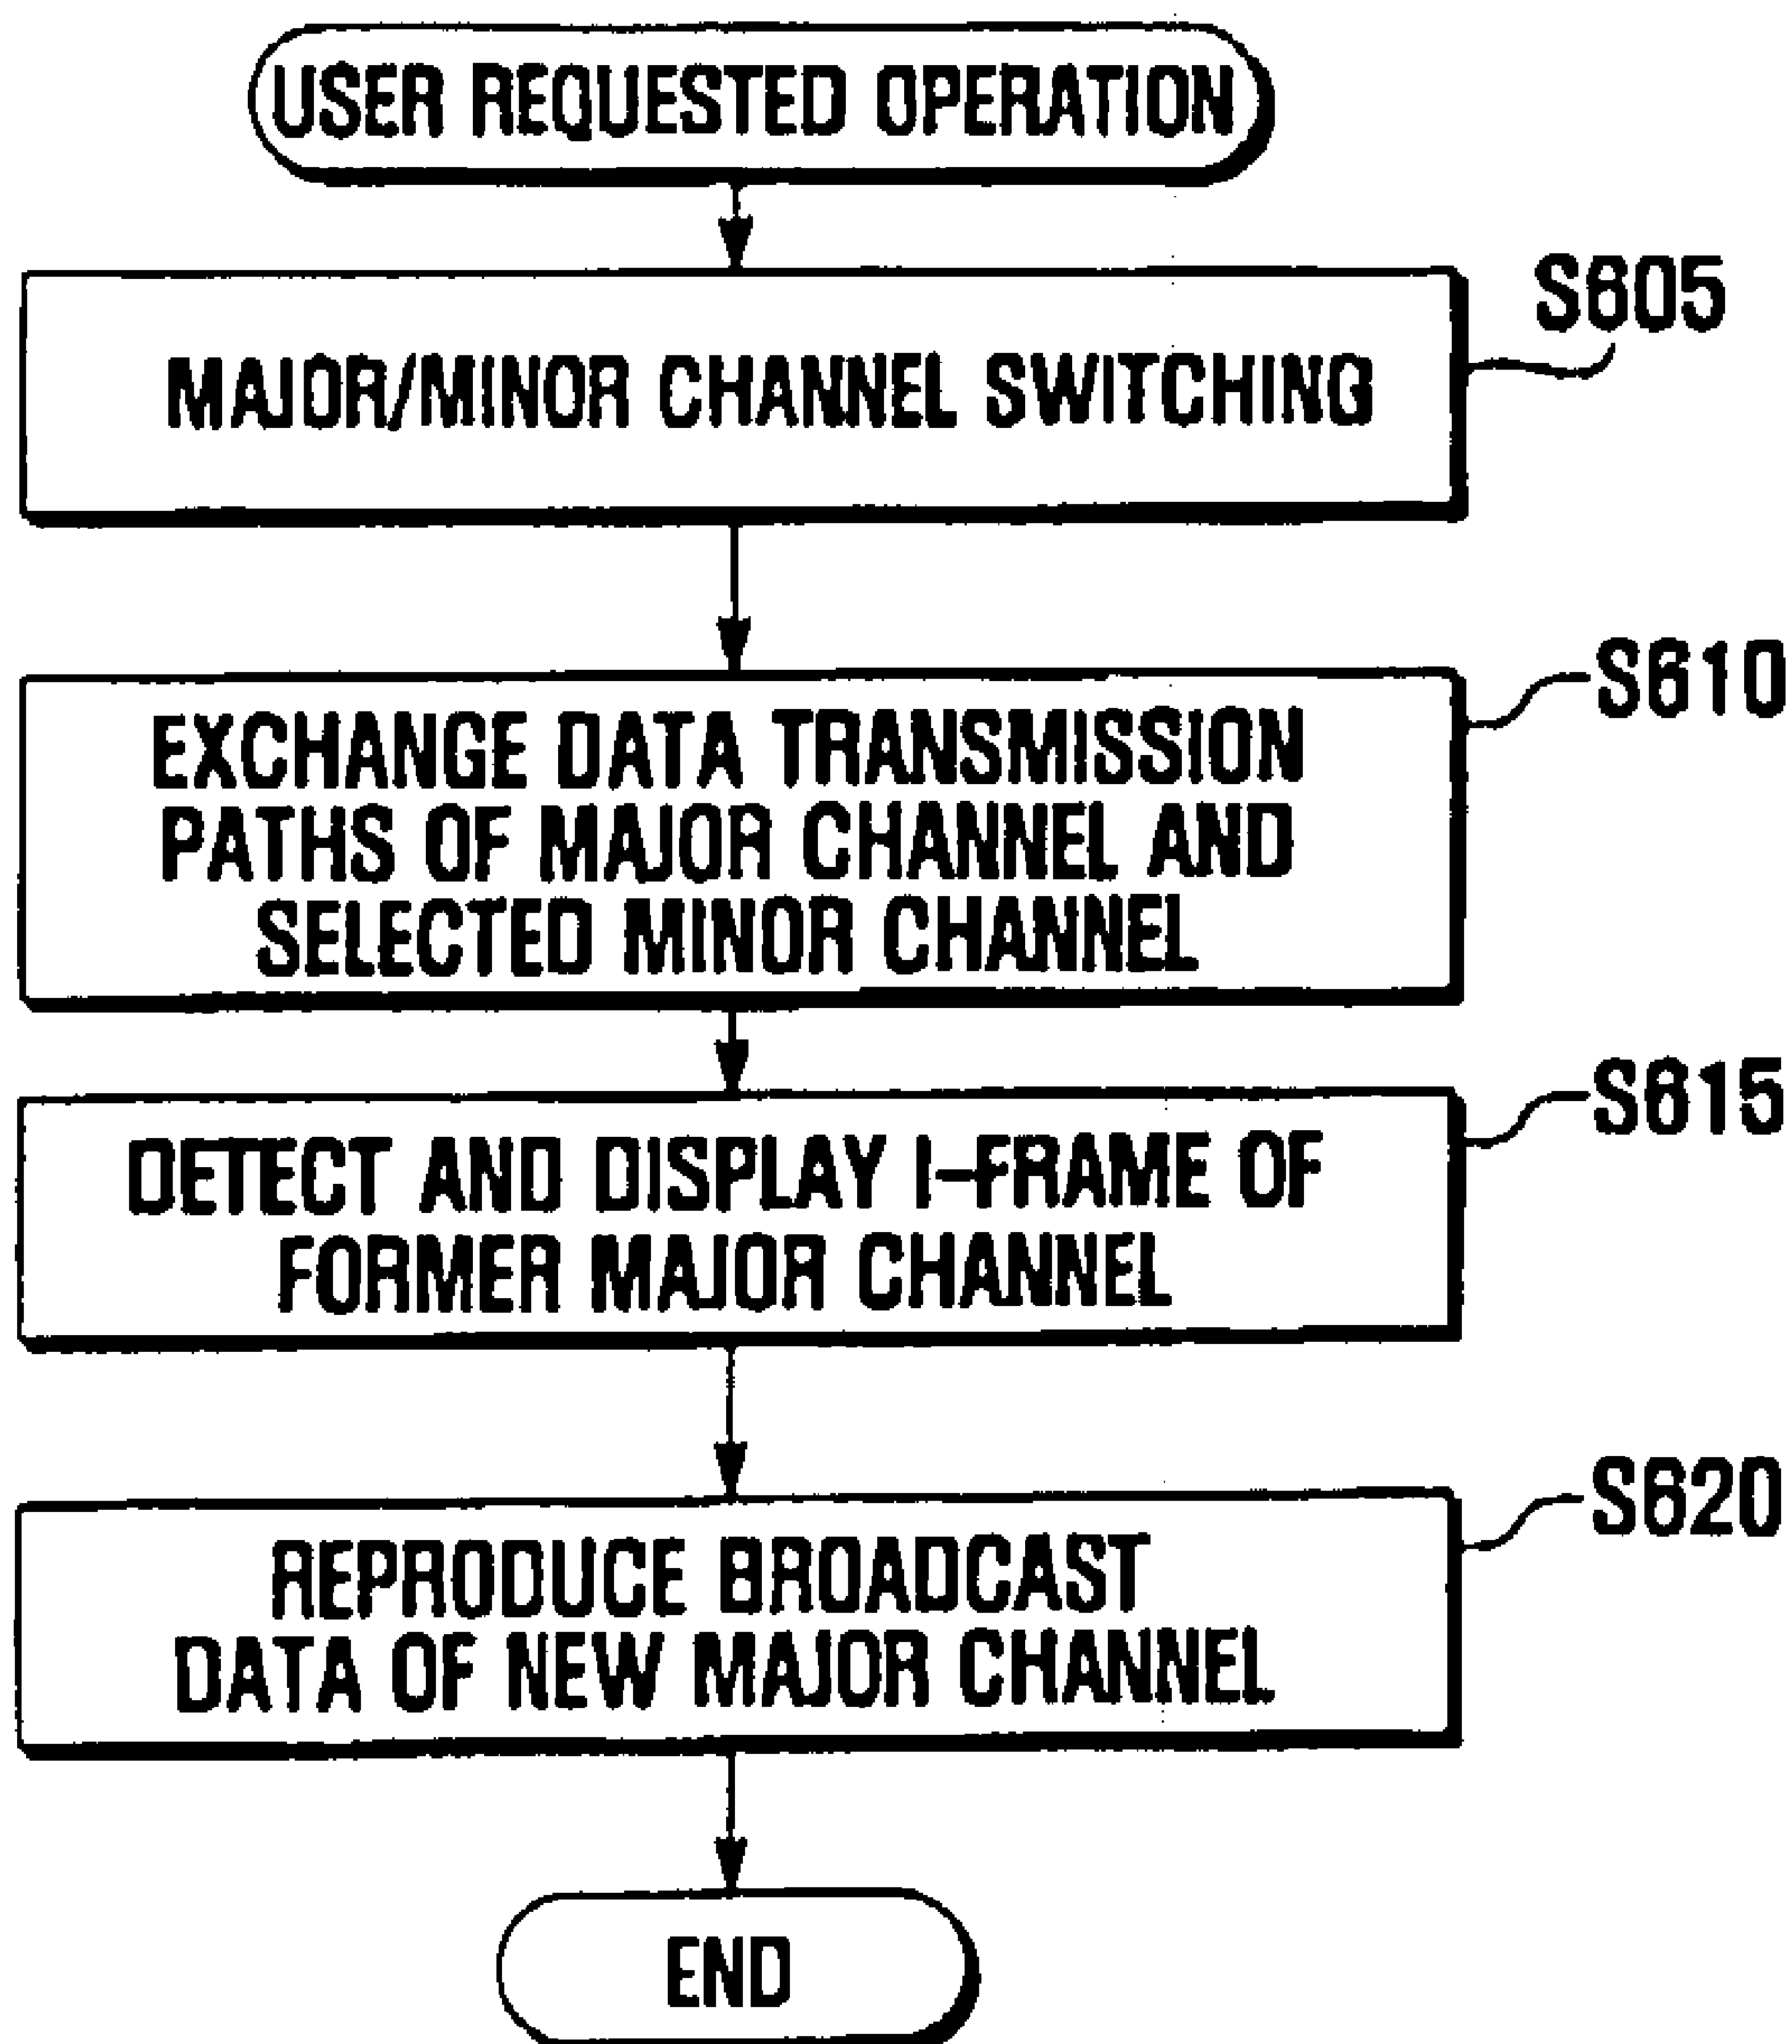 USER REQUESTED OPERATION
S605
MAJOR/MINOR CHANNEL SWITCHING
S610
EXCHANGE DATA TRANSMISSION
PATHS OF MAJOR CHANNEL AND
SELECTED MINOR CHANNEL
S615
DETECT AND DISPLAY I-FRAME OF
FORMER MAJOR CHANNEL
S620
REPRODUCE BROADCAST
DATA OF NEW MAJOR CHANNEL
END